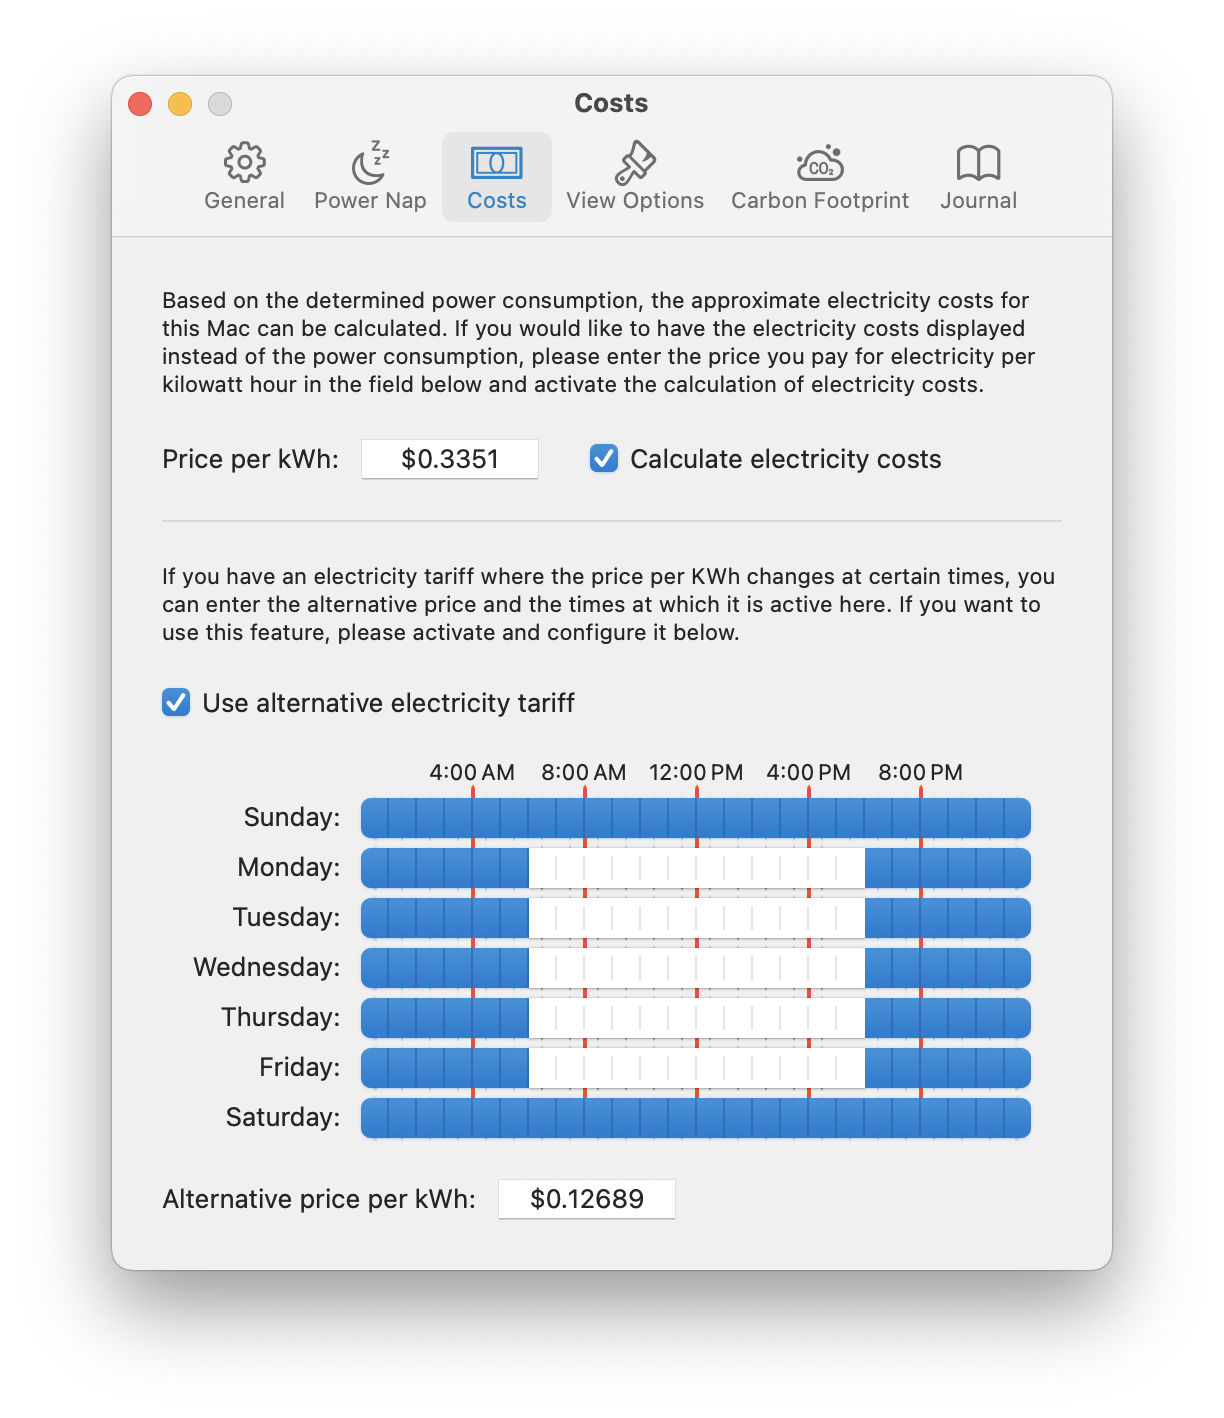 Costs
General
Power Nap
Costs
View Options
CO₂
Carbon Footprint
Journal
Based on the determined power consumption, the approximate electricity costs for
this Mac can be calculated. If you would like to have the electricity costs displayed
instead of the power consumption, please enter the price you pay for electricity per
kilowatt hour in the field below and activate the calculation of electricity costs.
Price per kWh: $0.3351 Calculate electricity costs
If you have an electricity tariff where the price per KWh changes at certain times, you
can enter the alternative price and the times at which it is active here. If you want to
use this feature, please activate and configure it below.
Use alternative electricity tariff
4:00 AM 8:00 AM 12:00 PM 4:00 PM 8:00 PM
Sunday:
Monday:
Tuesday:
Wednesday:
Thursday:
Friday:
Saturday:
Alternative price per kWh: $0.12689